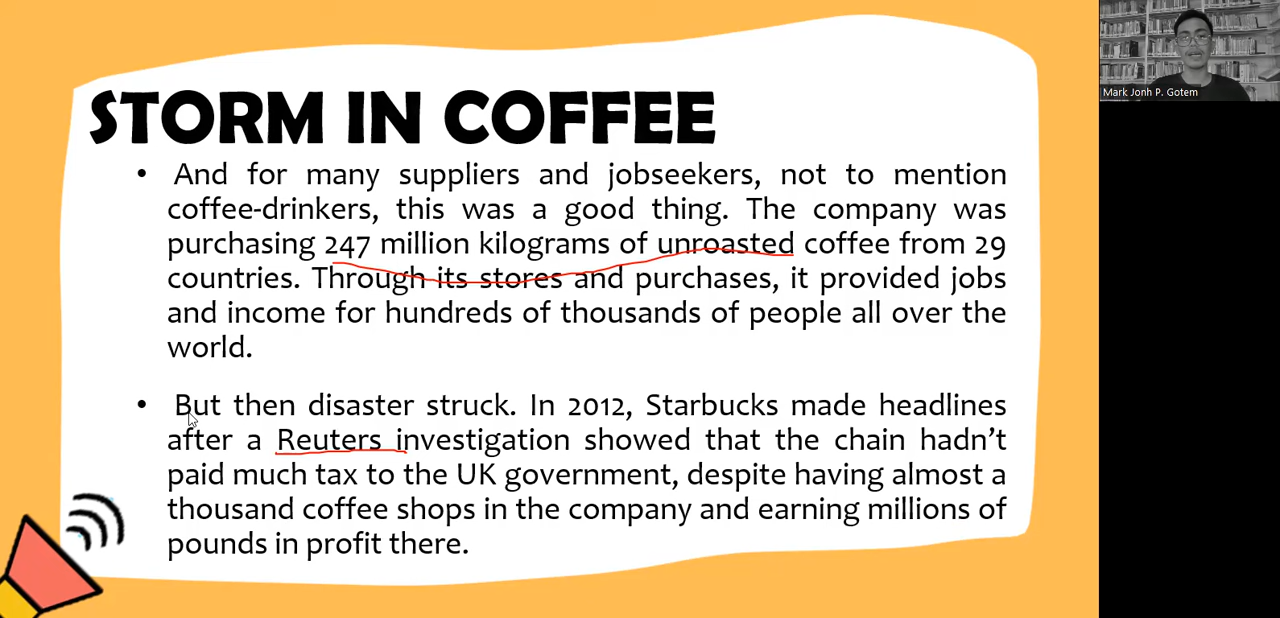 STORM IN COFFEE
• And for many suppliers and jobseekers, not to mention
coffee-drinkers, this was a good thing. The company was
purchasing 247 million kilograms of unroasted coffee from 29
countries. Through its stores and purchases, it provided jobs
and income for hundreds of thousands of people all over the
world.
• But then disaster struck. In 2012, Starbucks made headlines
after a Reuters investigation showed that the chain hadn’t
paid much tax to the UK government, despite having almost a
thousand coffee shops in the company and earning millions of
pounds in profit there.
Mark Jonh P. Gotem